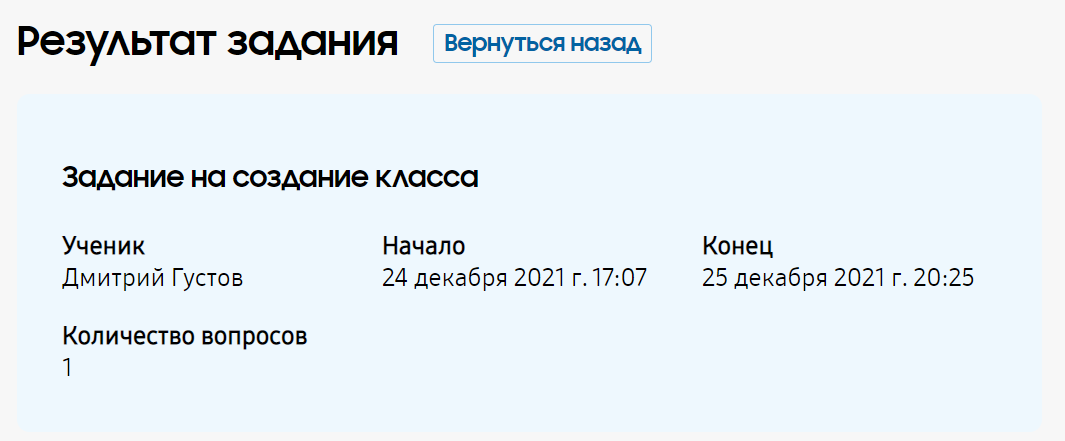 Результат задания
Вернуться назад
Задание на создание класса
Ученик
Дмитрий Густов
Начало
24 декабря 2021 г. 17:07
Конец
25 декабря 2021 г. 20:25
Количество вопросов
1